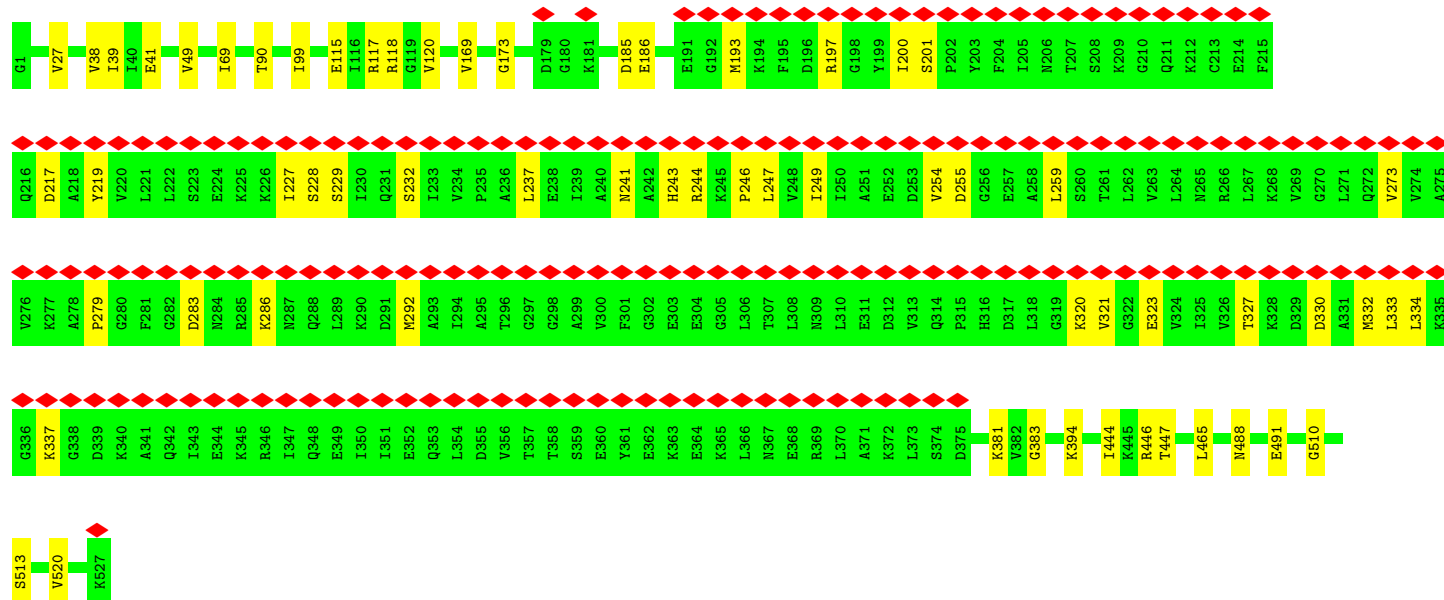 G1 V27 V38 I39 I40 E41 V49 I69 T90 I99 E115 I116 R117 R118 G119 V120 V169 G173 D179 G180 K181 D185 E186 E191 G192 M193 K194 F195 D196 R197 G198 Y199 I200 S201 P202 Y203 F204 I205 N206 T207 S208 K209 G210 Q211 K212 C213 E214 F215
Q216 D217 A218 Y219 V220 L221 L222 S223 E224 K225 K226 I227 S228 S229 I230 Q231 S232 I233 V234 P235 A236 L237 E238 I239 A240 N241 A242 H243 R244 K245 P246 L247 V248 I249 I250 A251 E252 D253 V254 D255 G256 E257 A258 L259 S260 T261 L262 V263 L264 N265 R266 L267 K268 V269 G270 L271 Q272 V273 V274 A275
V276 K277 A278 P279 G280 F281 G282 D283 N284 R285 K286 N287 Q288 L289 K290 D291 M292 A293 I294 A295 T296 G297 G298 A299 V300 F301 G302 E303 E304 G305 L306 T307 L308 N309 L310 E311 D312 V313 Q314 P315 H316 D317 L318 G319 K320 V321 G322 E323 V324 I325 V326 T327 K328 D329 D330 A331 M332 L333 L334 K335
G336 K337 G338 D339 K340 A341 Q342 I343 E344 K345 R346 I347 Q348 E349 I350 I351 E352 Q353 L354 D355 V356 T357 T358 S359 E360 Y361 E362 K363 E364 K365 L366 N367 E368 R369 L370 A371 K372 L373 S374 D375 K381 V382 G383 K394 I444 K445 R446 T447 L465 N488 E491 G510
S513 V520 K527